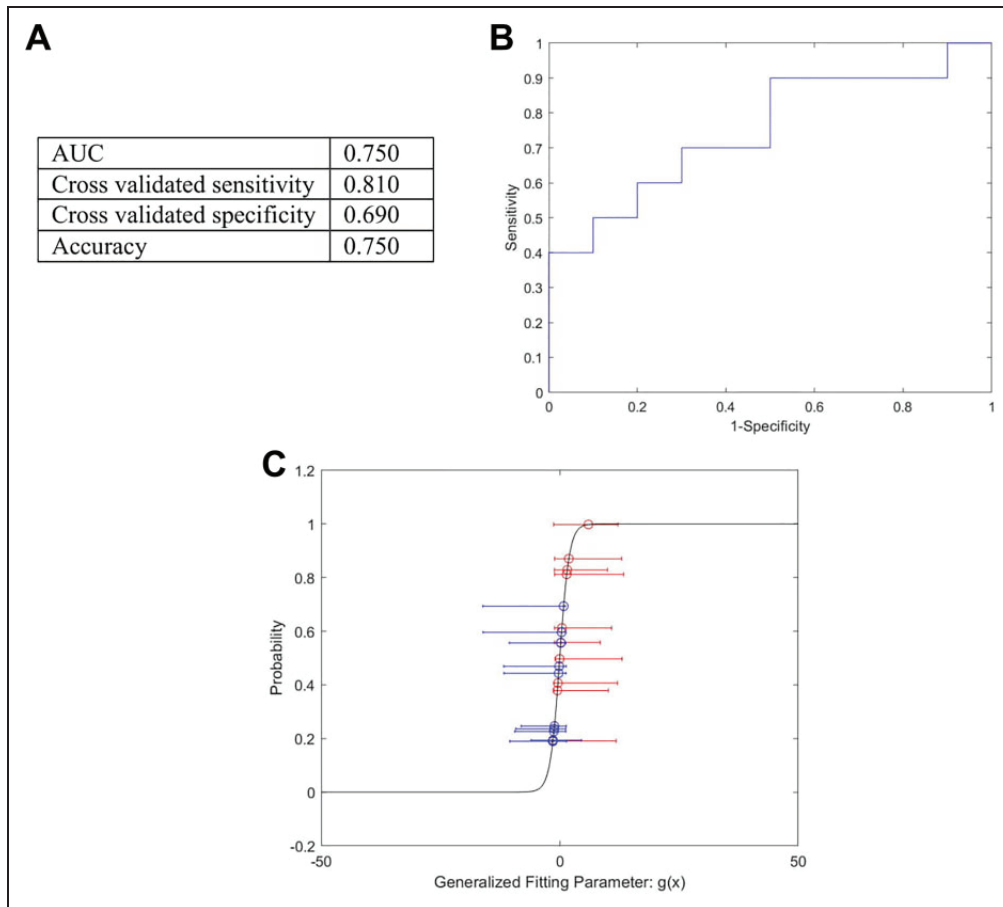 A
AUC 0.750
Cross validated sensitivity 0.810
Cross validated specificity 0.690
Accuracy 0.750
B
1
0.9
0.8
0.7
0.6
0.5
0.4
0.3
0.2
0.1
0
Sensitivity
0 0.2 0.4 0.6 0.8 1
1-Specificity
C
1.2
1
0.8
0.6
0.4
0.2
0
-0.2
Probability
-50 0 50
Generalized Fitting Parameter: g(x)